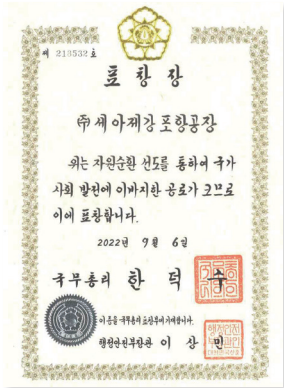 제 213532 호
표창장
㈜세아제강포항공장
위는 자원순환 선도를 통하여 국가
사회 발전에 이바지한 공로가 크므로
이에 표창합니다.
2022년 9월 6일
국무총리 한덕수
이 증을 국무총리 표창부에 기재합니다.
행정안전부장관 이상민